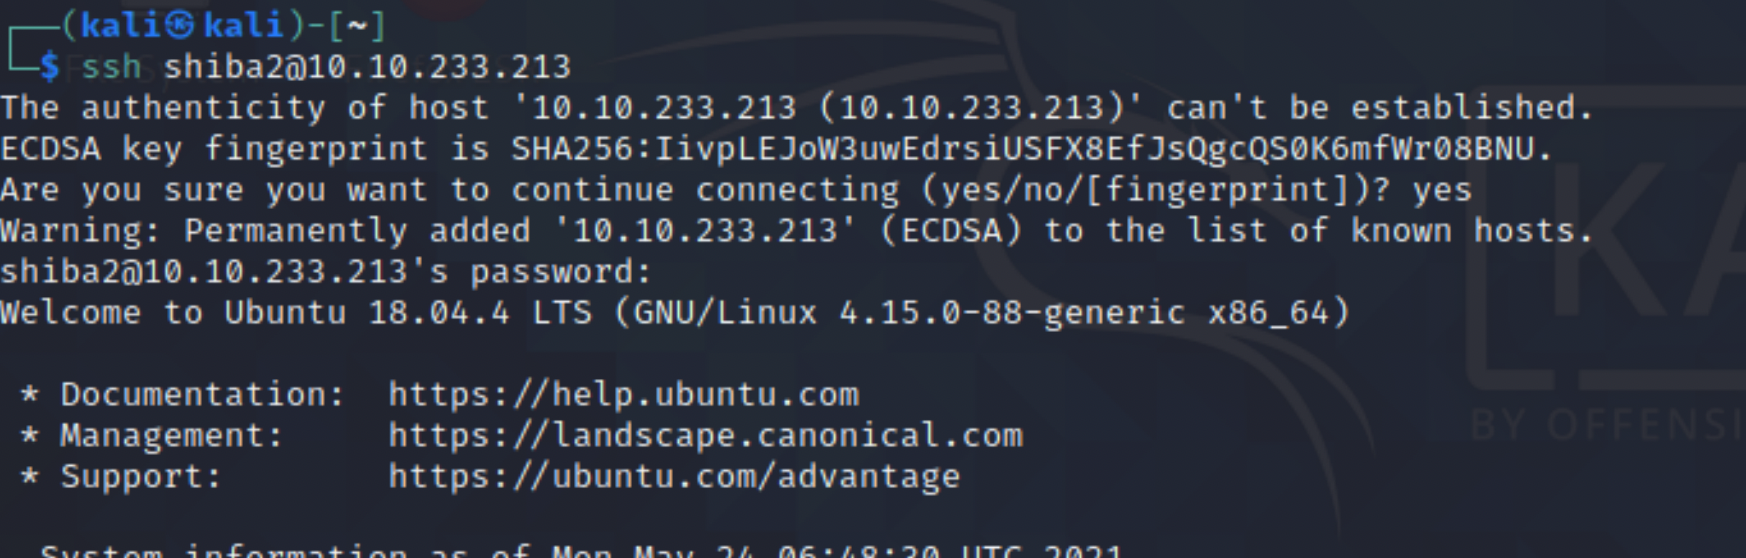 (kali㉿kali)-[~]
$ ssh shiba2@10.10.233.213
The authenticity of host '10.10.233.213 (10.10.233.213)' can't be established.
ECDSA key fingerprint is SHA256:IivpLEJoW3uwEdrsiUSFX8EfJsQgcQS0K6mfWr08BNU.
Are you sure you want to continue connecting (yes/no/[fingerprint])? yes
Warning: Permanently added '10.10.233.213' (ECDSA) to the list of known hosts.
shiba2@10.10.233.213's password:
Welcome to Ubuntu 18.04.4 LTS (GNU/Linux 4.15.0-88-generic x86_64)
* Documentation:  https://help.ubuntu.com
* Management:     https://landscape.canonical.com
* Support:        https://ubuntu.com/advantage
KA
BY OFFENSI
System information as of Mon May 24 06:48:30 UTC 2021